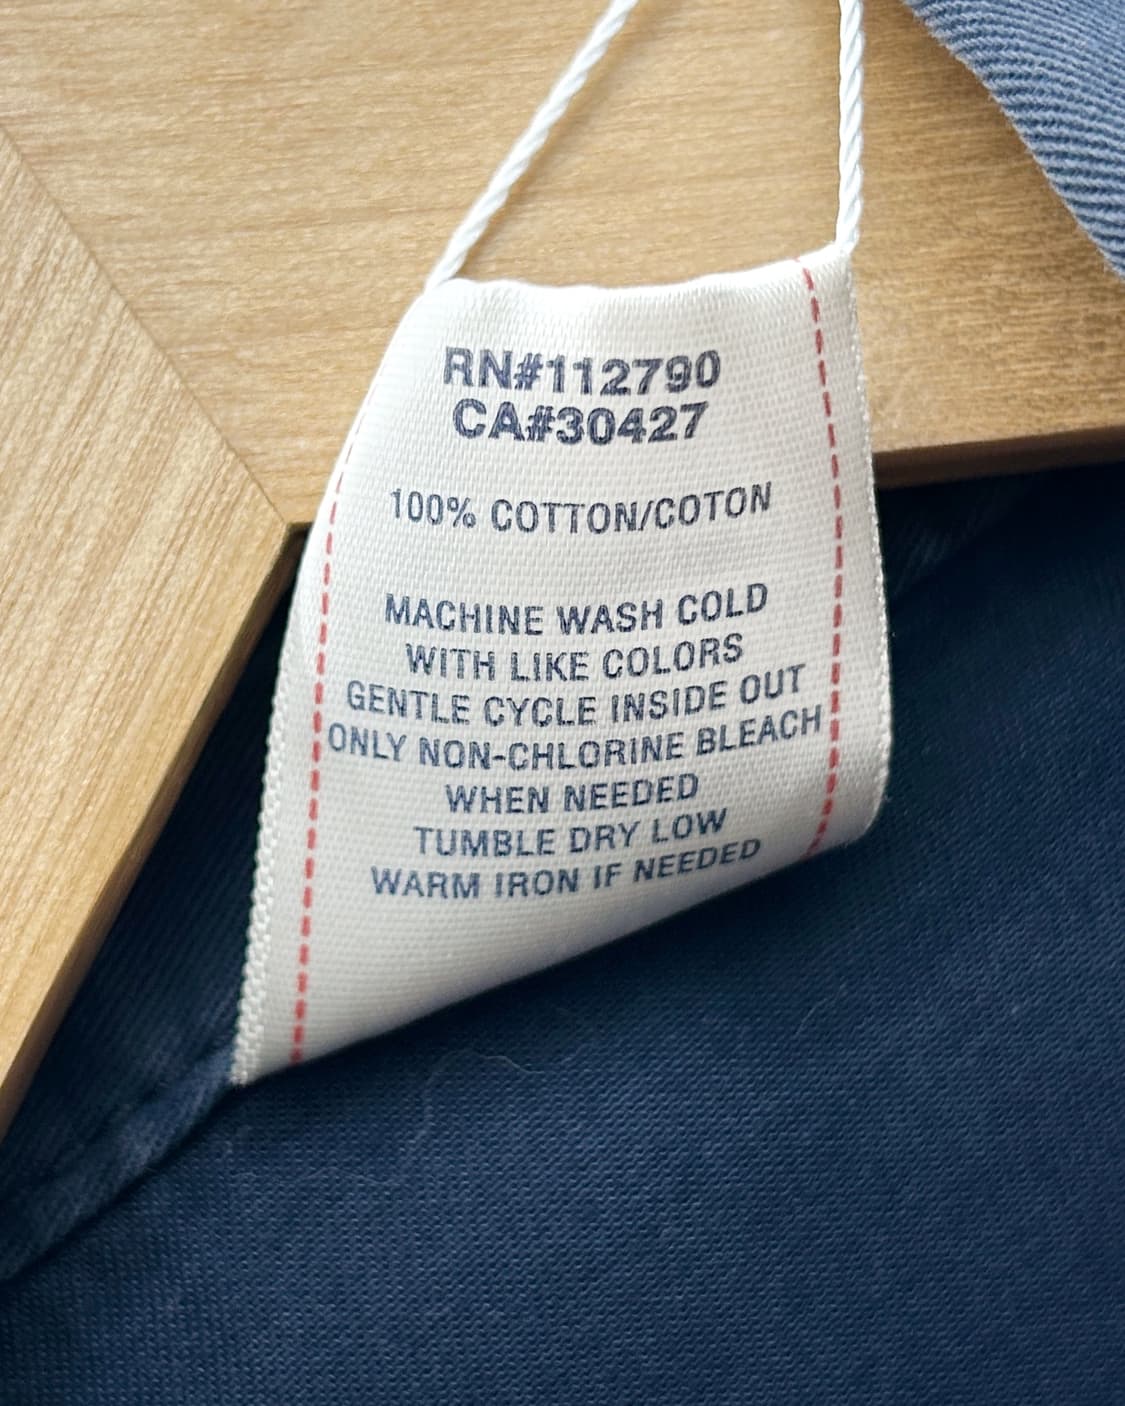 RN#112790
CA#30427
100% COTTON/COTON
MACHINE WASH COLD
WITH LIKE COLORS
GENTLE CYCLE INSIDE OUT
ONLY NON-CHLORINE BLEACH
WHEN NEEDED
TUMBLE DRY LOW
WARM IRON IF NEEDED